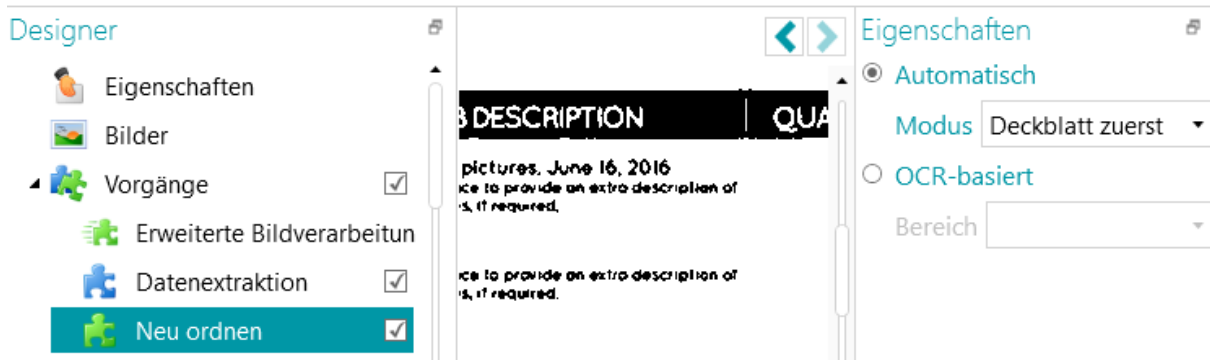 Designer
Eigenschaften
Bilder
Vorgänge
Erweiterte Bildverarbeitun
Datenextraktion
Neu ordnen
B DESCRIPTION
QUA
pictures, June 16, 2016
ce to provide an extra description of
s, if required.
ce to provide an extra description of
s, if required.
Eigenschaften
Automatisch
Modus Deckblatt zuerst
OCR-basiert
Bereich